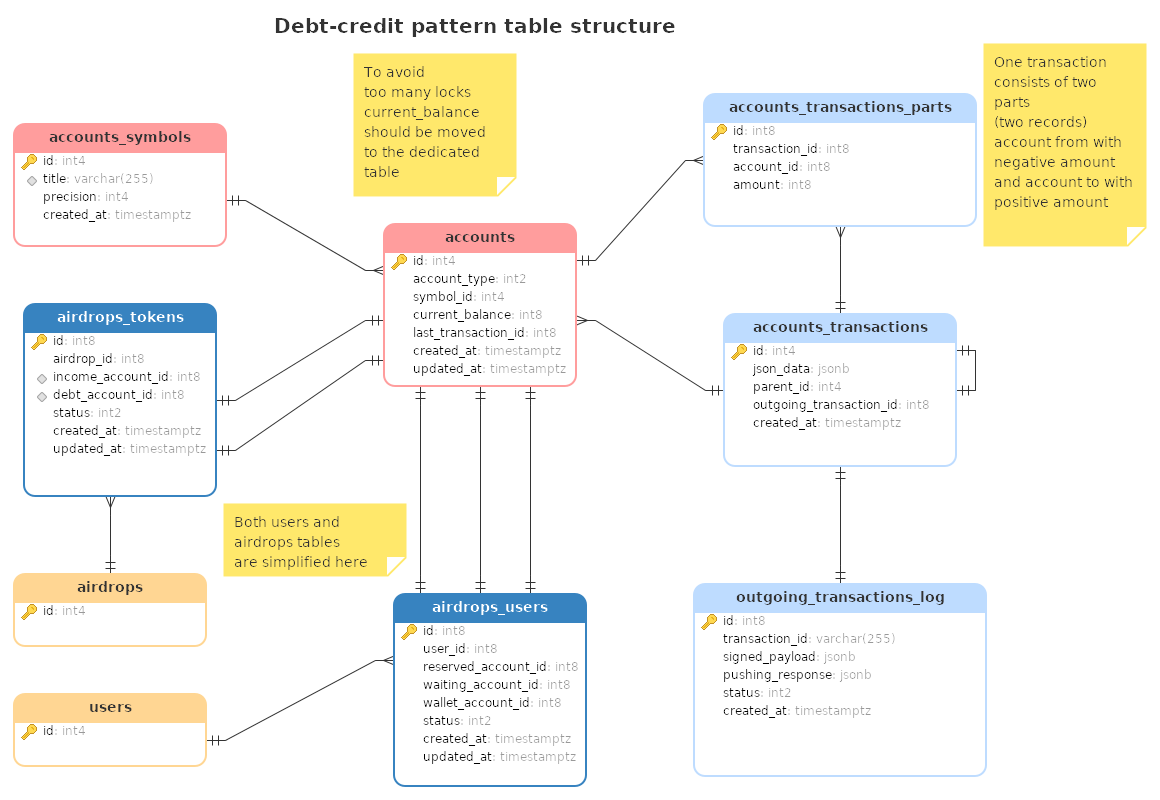 Debt-credit pattern table structure
To avoid
too many locks
current_balance
should be moved
to the dedicated
table
One transaction
consists of two
parts
(two records)
account from with
negative amount
and account to with
positive amount
accounts_symbols
id: int4
title: varchar(255)
precision: int4
created_at: timestamptz
accounts_transactions_parts
id: int8
transaction_id: int8
account_id: int8
amount: int8
accounts
id: int4
account_type: int2
symbol_id: int4
current_balance: int8
last_transaction_id: int8
created_at: timestamptz
updated_at: timestamptz
airdrops_tokens
id: int8
airdrop_id: int8
income_account_id: int8
debt_account_id: int8
status: int2
created_at: timestamptz
updated_at: timestamptz
accounts_transactions
id: int4
json_data: jsonb
parent_id: int4
outgoing_transaction_id: int8
created_at: timestamptz
Both users and
airdrops tables
are simplified here
airdrops
id: int4
users
id: int4
airdrops_users
id: int8
user_id: int8
reserved_account_id: int8
waiting_account_id: int8
wallet_account_id: int8
status: int2
created_at: timestamptz
updated_at: timestamptz
outgoing_transactions_log
id: int8
transaction_id: varchar(255)
signed_payload: jsonb
pushing_response: jsonb
status: int2
created_at: timestamptz